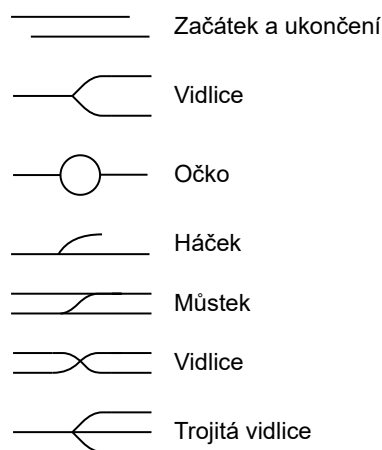 Začátek a ukončení
Vidlice
Očko
Háček
Můstek
Vidlice
Trojitá vidlice